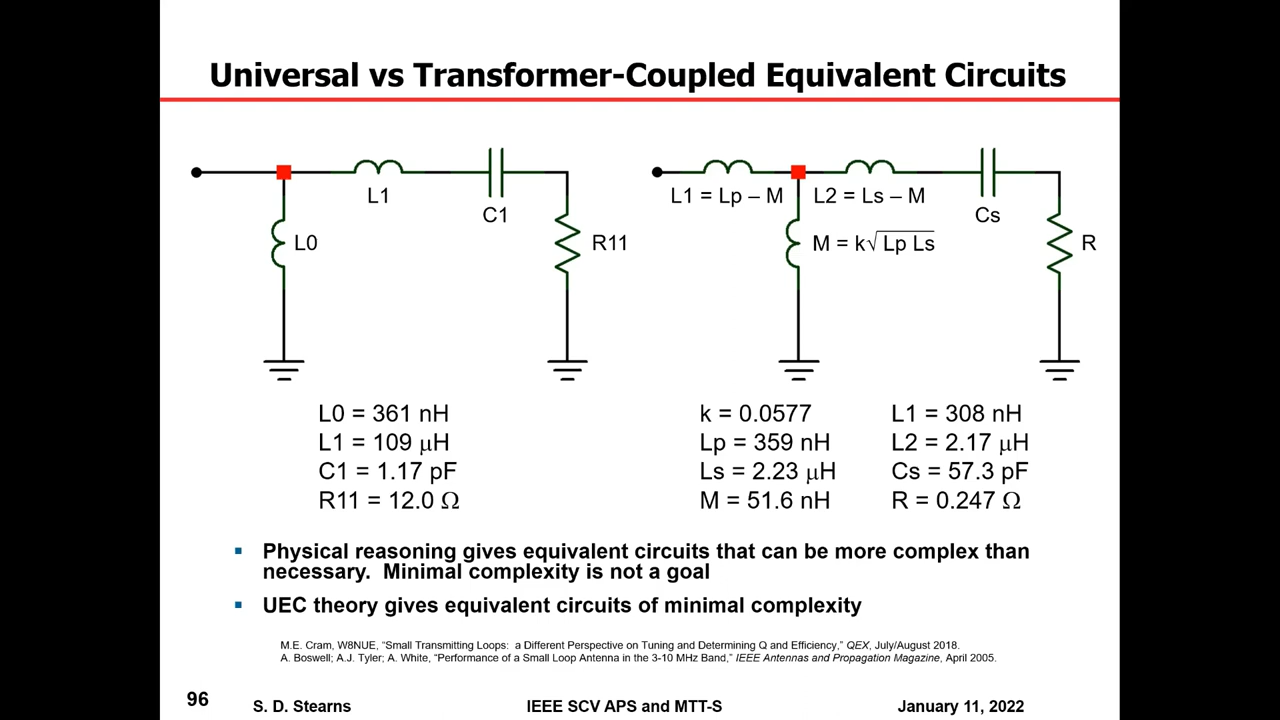 Universal vs Transformer-Coupled Equivalent Circuits
L1
C1
L0
R11
L1 = Lp – M
L2 = Ls – M
Cs
M = k√ Lp Ls
R
L0 = 361 nH
L1 = 109 μH
C1 = 1.17 pF
R11 = 12.0 Ω
k = 0.0577
Lp = 359 nH
Ls = 2.23 μH
M = 51.6 nH
L1 = 308 nH
L2 = 2.17 μH
Cs = 57.3 pF
R = 0.247 Ω
▪ Physical reasoning gives equivalent circuits that can be more complex than
necessary. Minimal complexity is not a goal
▪ UEC theory gives equivalent circuits of minimal complexity
M.E. Cram, W8NUE, “Small Transmitting Loops: a Different Perspective on Tuning and Determining Q and Efficiency,” QEX, July/August 2018.
A. Boswell; A.J. Tyler; A. White, “Performance of a Small Loop Antenna in the 3-10 MHz Band,” IEEE Antennas and Propagation Magazine, April 2005.
96 S. D. Stearns IEEE SCV APS and MTT-S January 11, 2022